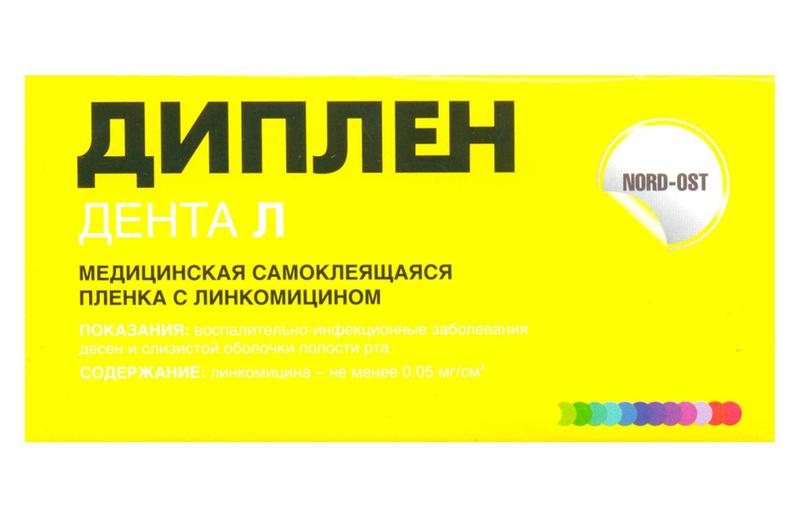 ДИПЛЕН
ДЕНТА Л
NORD-OST
МЕДИЦИНСКАЯ САМОКЛЕЯЩАЯСЯ
ПЛЕНКА С ЛИНКОМИЦИНОМ
ПОКАЗАНИЯ: воспалительно-инфекционные заболевания
десен и слизистой оболочки полости рта
СОДЕРЖАНИЕ: линкомицина – не менее 0.05 мг/см²